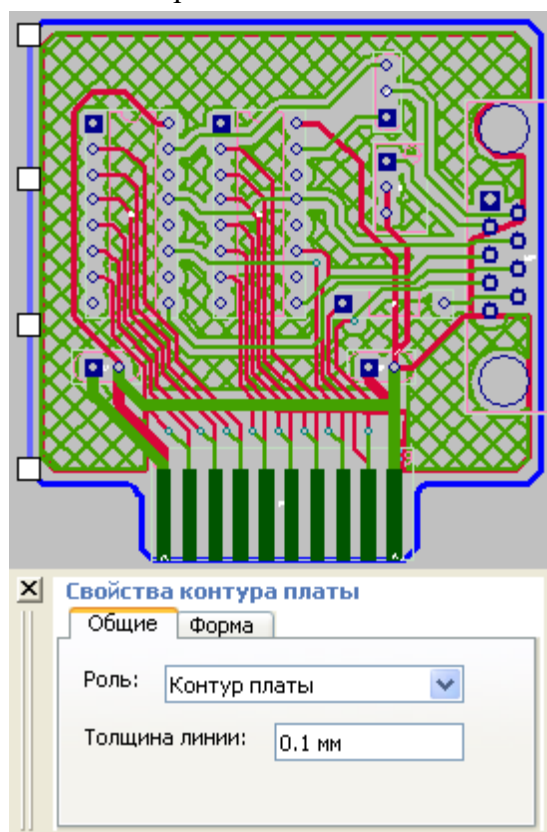 Свойства контура платы
Общие Форма
Роль: Контур платы
Толщина линии: 0.1 мм